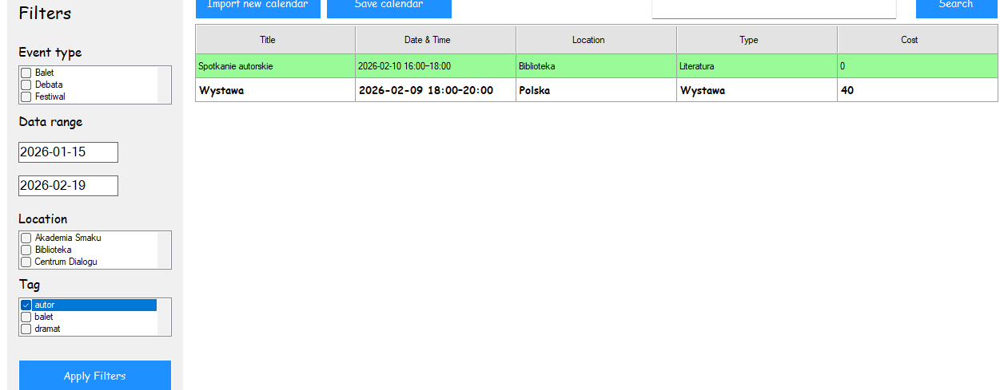 Import new calendar
Save calendar
Search
Filters
Event type
Balet
Debata
Festiwal
Data range
2026-01-15
2026-02-19
Location
Akademia Smaku
Biblioteka
Centrum Dialogu
Tag
autor
balet
dramat
Apply Filters
Title Date & Time Location Type Cost
Spotkanie autorskie 2026-02-10 16:00-18:00 Biblioteka Literatura 0
Wystawa 2026-02-09 18:00-20:00 Polska Wystawa 40